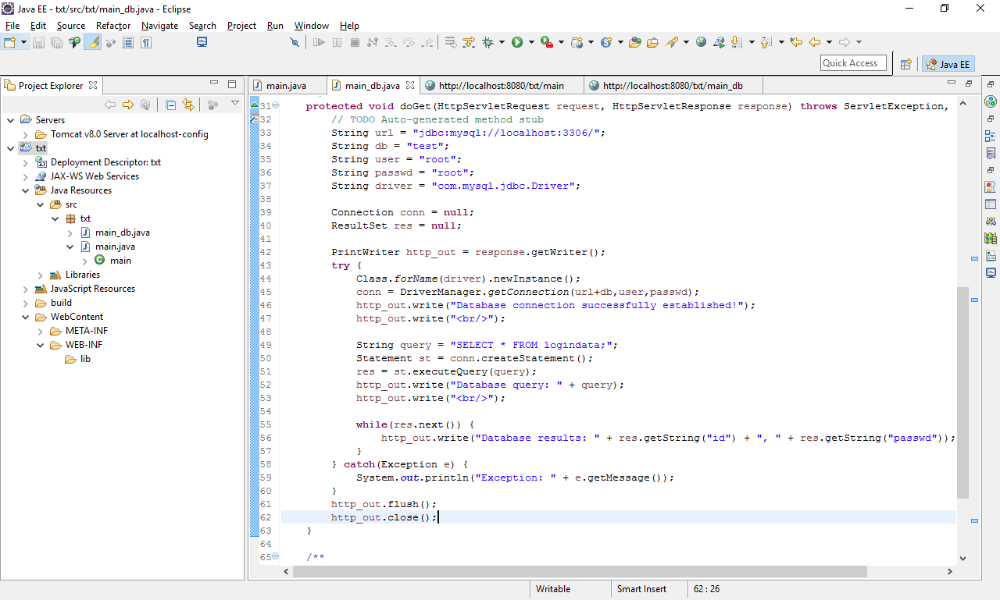 Java EE - txt/src/txt/main_db.java - Eclipse
File Edit Source Refactor Navigate Search Project Run Window Help
Quick Access
Java EE
Project Explorer
main.java
main_db.java
http://localhost:8080/txt/main
http://localhost:8080/txt/main_db
Servers
Tomcat v8.0 Server at localhost-config
txt
Deployment Descriptor: txt
JAX-WS Web Services
Java Resources
src
txt
main_db.java
main.java
main
Libraries
JavaScript Resources
build
WebContent
META-INF
WEB-INF
lib
31 protected void doGet(HttpServletRequest request, HttpServletResponse response) throws ServletException,
32 // TODO Auto-generated method stub
33 String url = "jdbc:mysql://localhost:3306/";
34 String db = "test";
35 String user = "root";
36 String passwd = "root";
37 String driver = "com.mysql.jdbc.Driver";
38
39 Connection conn = null;
40 ResultSet res = null;
41
42 PrintWriter http_out = response.getWriter();
43 try {
44 Class.forName(driver).newInstance();
45 conn = DriverManager.getConnection(url+db,user,passwd);
46 http_out.write("Database connection successfully established!");
47 http_out.write("<br/>");
48
49 String query = "SELECT * FROM logindata;";
50 Statement st = conn.createStatement();
51 res = st.executeQuery(query);
52 http_out.write("Database query: " + query);
53 http_out.write("<br/>");
54
55 while(res.next()) {
56 http_out.write("Database results: " + res.getString("id") + ", " + res.getString("passwd"));
57 }
58 } catch(Exception e) {
59 System.out.println("Exception: " + e.getMessage());
60 }
61 http_out.flush();
62 http_out.close();
63 }
64
65 /**
Writable
Smart Insert
62 : 26